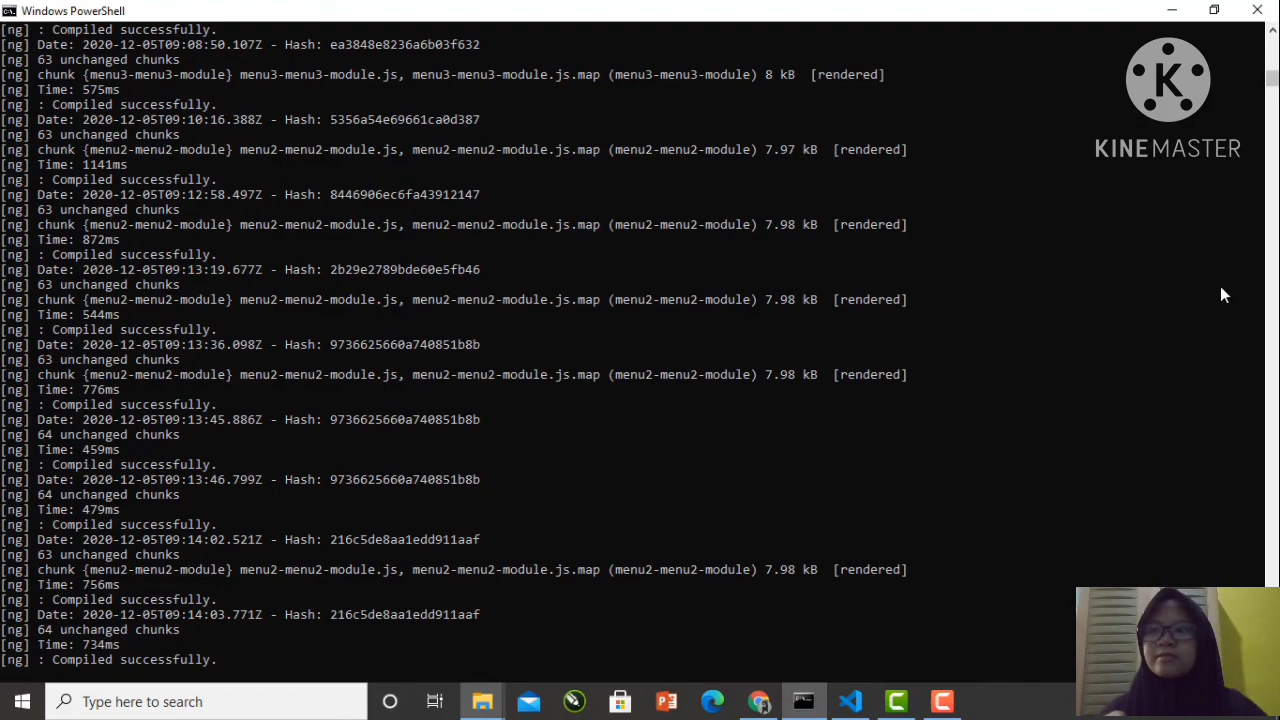 Windows PowerShell
[ng] : Compiled successfully.
[ng] Date: 2020-12-05T09:08:50.107Z - Hash: ea3848e8236a6b03f632
[ng] 63 unchanged chunks
[ng] chunk {menu3-menu3-module} menu3-menu3-module.js, menu3-menu3-module.js.map (menu3-menu3-module) 8 kB  [rendered]
[ng] Time: 575ms
[ng] : Compiled successfully.
[ng] Date: 2020-12-05T09:10:16.388Z - Hash: 5356a54e69661ca0d387
[ng] 63 unchanged chunks
[ng] chunk {menu2-menu2-module} menu2-menu2-module.js, menu2-menu2-module.js.map (menu2-menu2-module) 7.97 kB  [rendered]
[ng] Time: 1141ms
[ng] : Compiled successfully.
[ng] Date: 2020-12-05T09:12:58.497Z - Hash: 8446906ec6fa43912147
[ng] 63 unchanged chunks
[ng] chunk {menu2-menu2-module} menu2-menu2-module.js, menu2-menu2-module.js.map (menu2-menu2-module) 7.98 kB  [rendered]
[ng] Time: 872ms
[ng] : Compiled successfully.
[ng] Date: 2020-12-05T09:13:19.677Z - Hash: 2b29e2789bde60e5fb46
[ng] 63 unchanged chunks
[ng] chunk {menu2-menu2-module} menu2-menu2-module.js, menu2-menu2-module.js.map (menu2-menu2-module) 7.98 kB  [rendered]
[ng] Time: 544ms
[ng] : Compiled successfully.
[ng] Date: 2020-12-05T09:13:36.098Z - Hash: 9736625660a740851b8b
[ng] 63 unchanged chunks
[ng] chunk {menu2-menu2-module} menu2-menu2-module.js, menu2-menu2-module.js.map (menu2-menu2-module) 7.98 kB  [rendered]
[ng] Time: 776ms
[ng] : Compiled successfully.
[ng] Date: 2020-12-05T09:13:45.886Z - Hash: 9736625660a740851b8b
[ng] 64 unchanged chunks
[ng] Time: 459ms
[ng] : Compiled successfully.
[ng] Date: 2020-12-05T09:13:46.799Z - Hash: 9736625660a740851b8b
[ng] 64 unchanged chunks
[ng] Time: 479ms
[ng] : Compiled successfully.
[ng] Date: 2020-12-05T09:14:02.521Z - Hash: 216c5de8aa1edd911aaf
[ng] 63 unchanged chunks
[ng] chunk {menu2-menu2-module} menu2-menu2-module.js, menu2-menu2-module.js.map (menu2-menu2-module) 7.98 kB  [rendered]
[ng] Time: 756ms
[ng] : Compiled successfully.
[ng] Date: 2020-12-05T09:14:03.771Z - Hash: 216c5de8aa1edd911aaf
[ng] 64 unchanged chunks
[ng] Time: 734ms
[ng] : Compiled successfully.
K
KINEMASTER
Type here to search